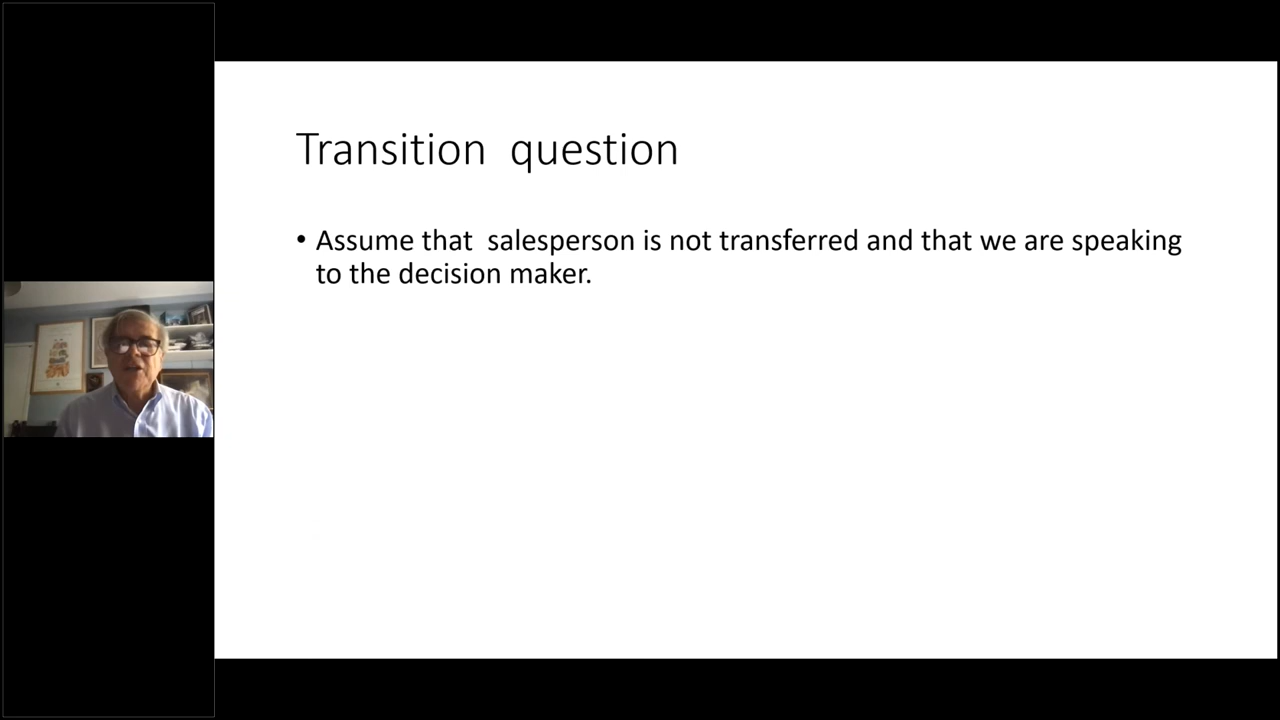 Transition  question
• Assume that  salesperson is not transferred and that we are speaking
to the decision maker.